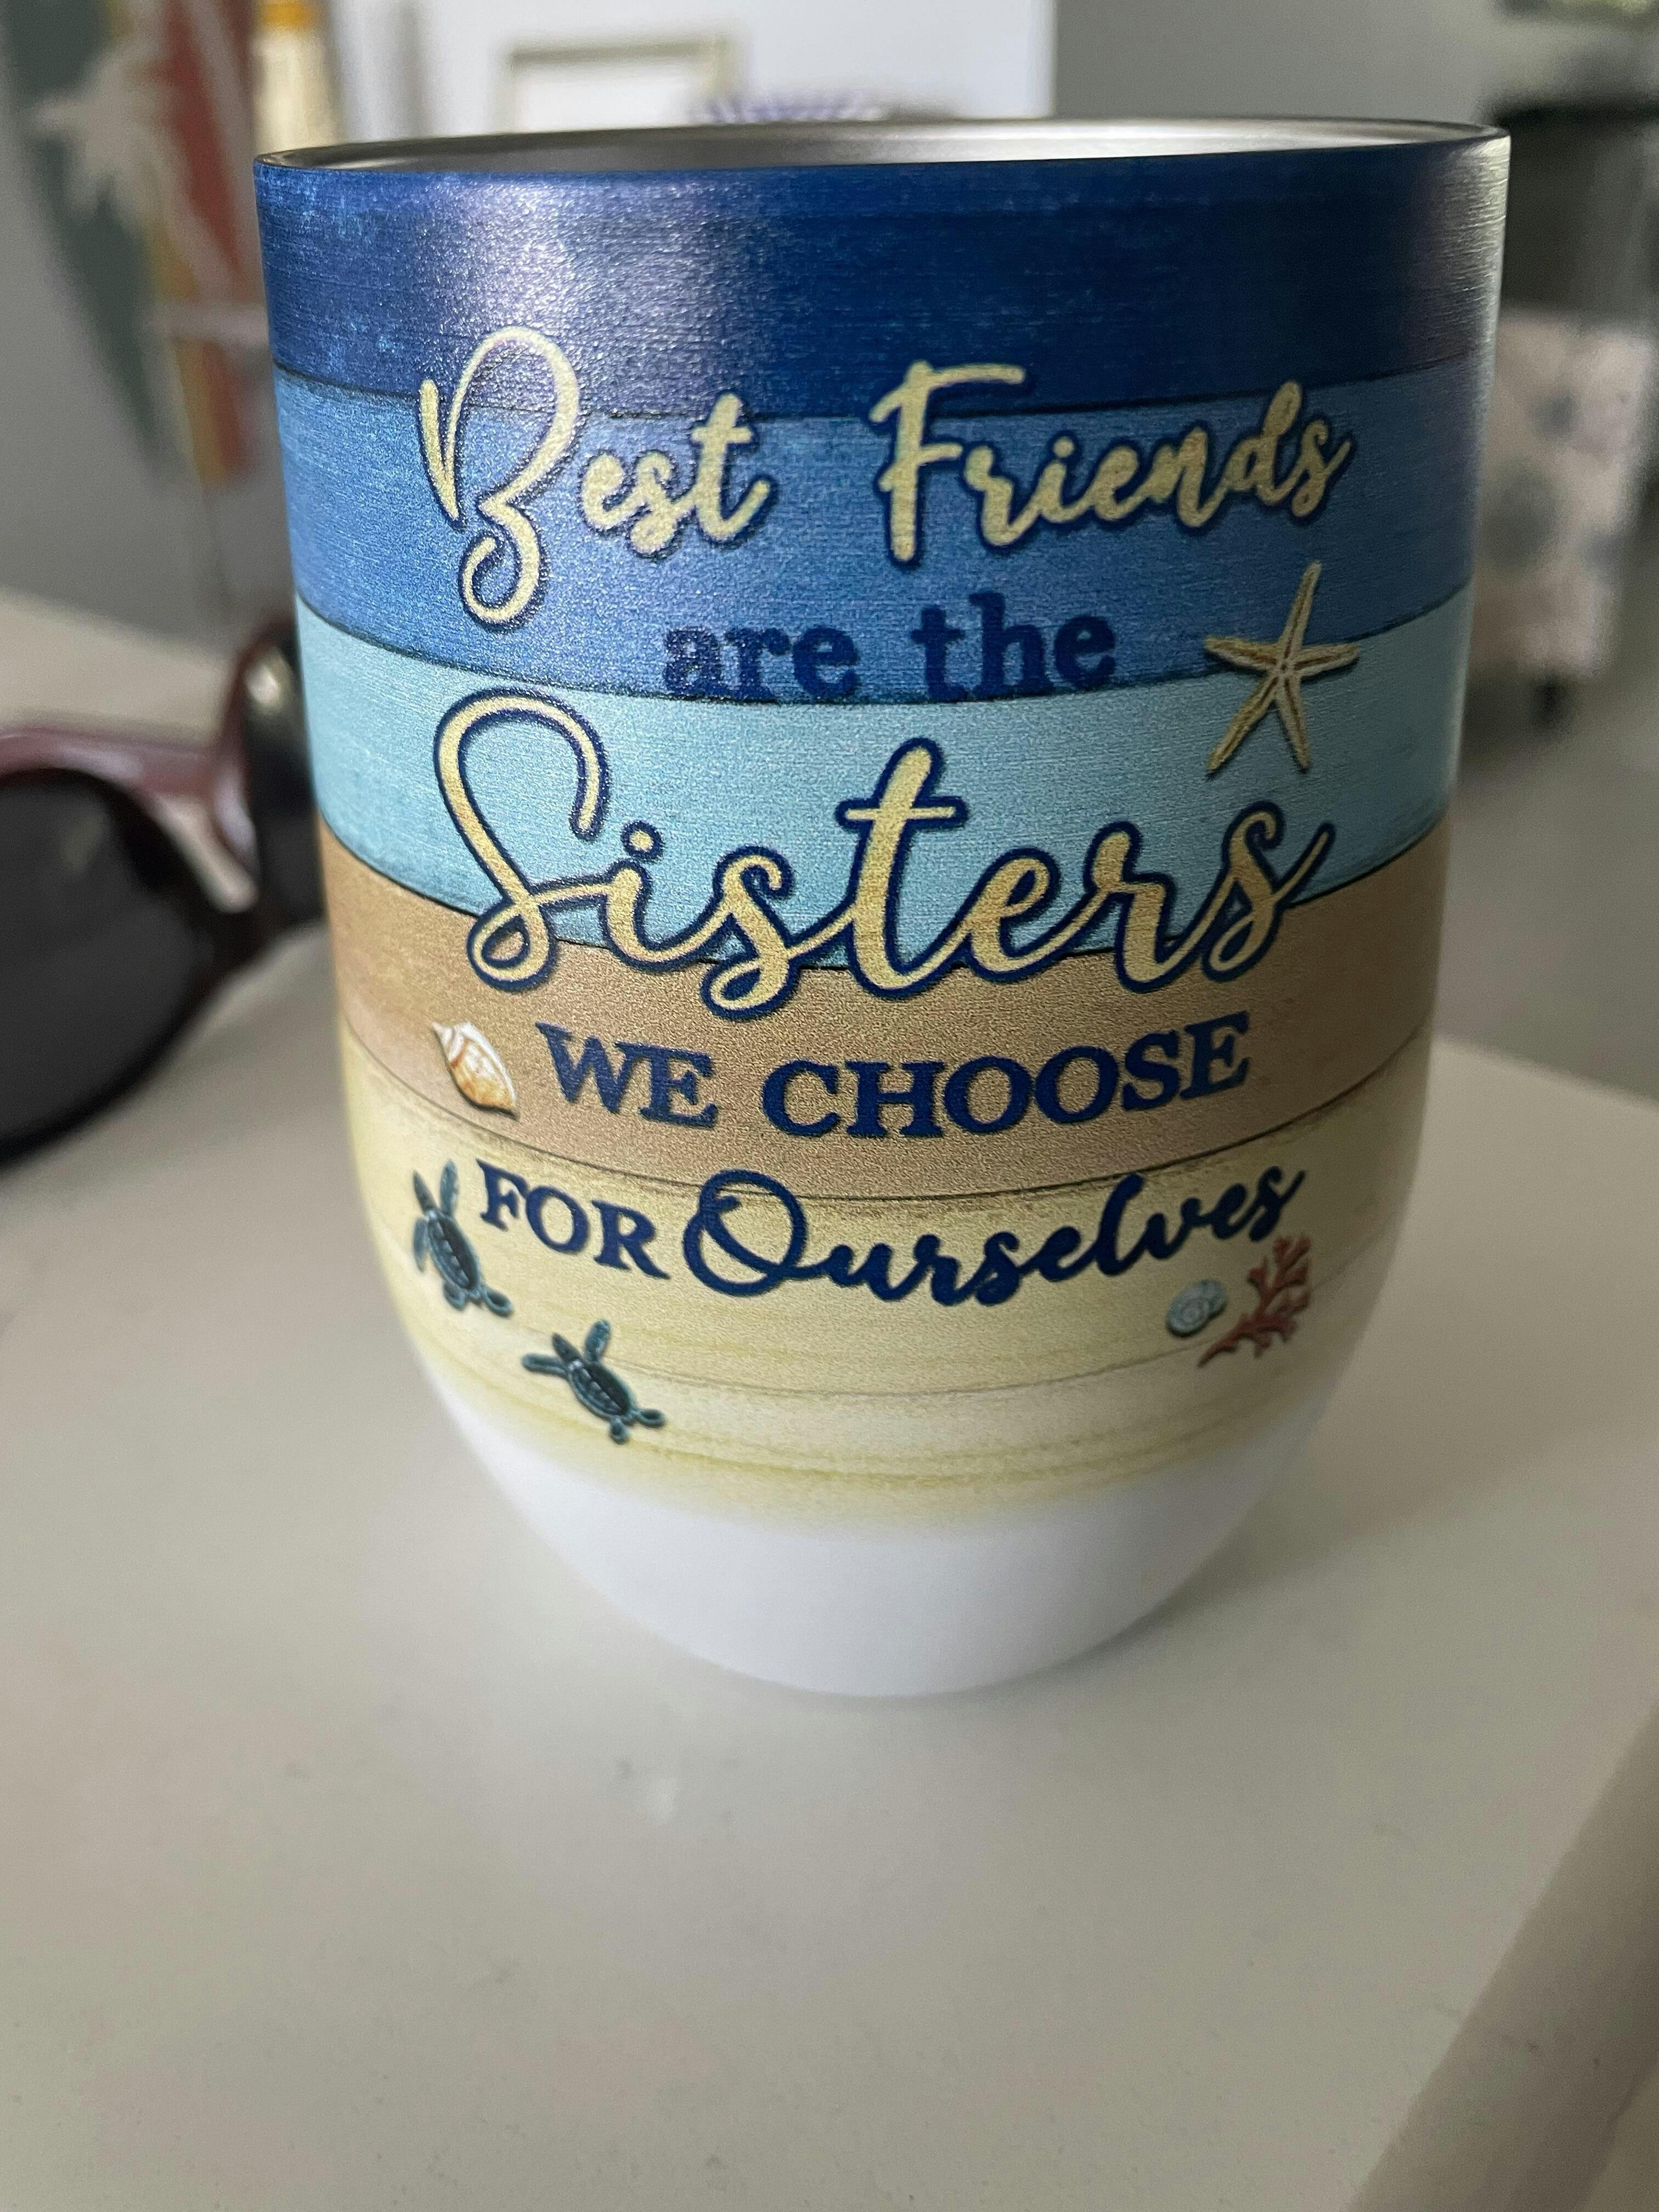 Best Friends
are the
Sisters
WE CHOOSE
FOR Ourselves